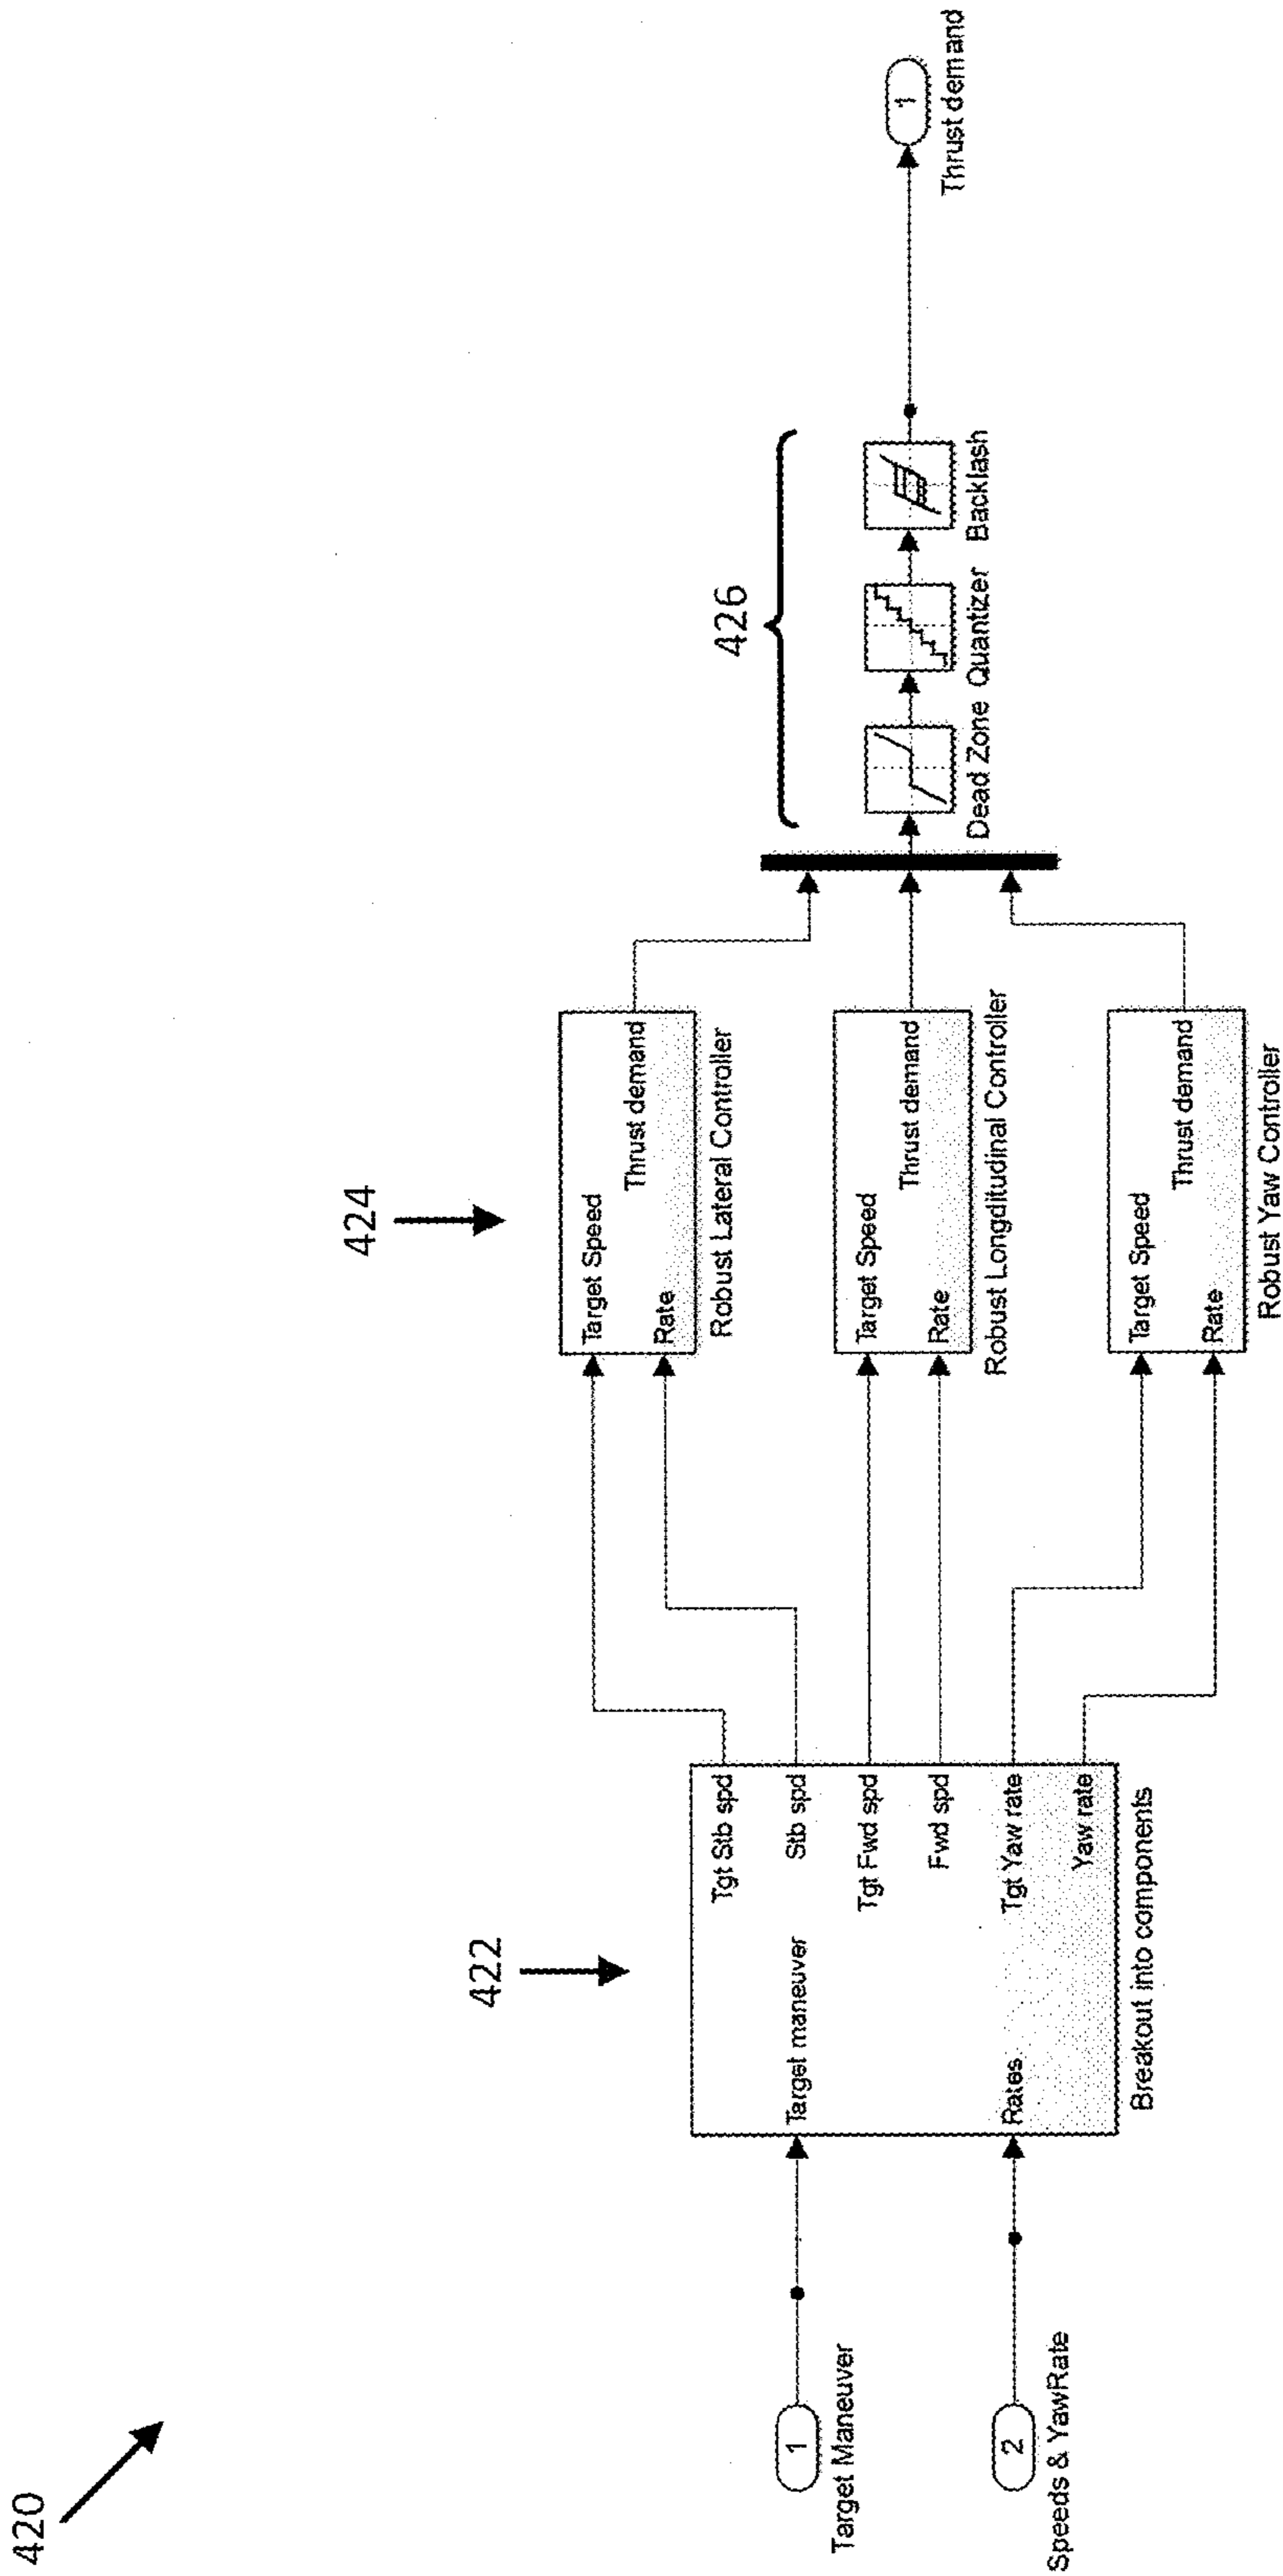 420
422
424
426
1
Target Maneuver
2
Speeds & YawRate
Target maneuver
Rates
Tgt Stb spd
Stb spd
Tgt Fwd spd
Fwd spd
Tgt Yaw rate
Yaw rate
Breakout into components
Target Speed
Rate
Thrust demand
Robust Lateral Controller
Target Speed
Rate
Thrust demand
Robust Longditudinal Controller
Target Speed
Rate
Thrust demand
Robust Yaw Controller
Dead Zone Quantizer Backlash
1
Thrust demand